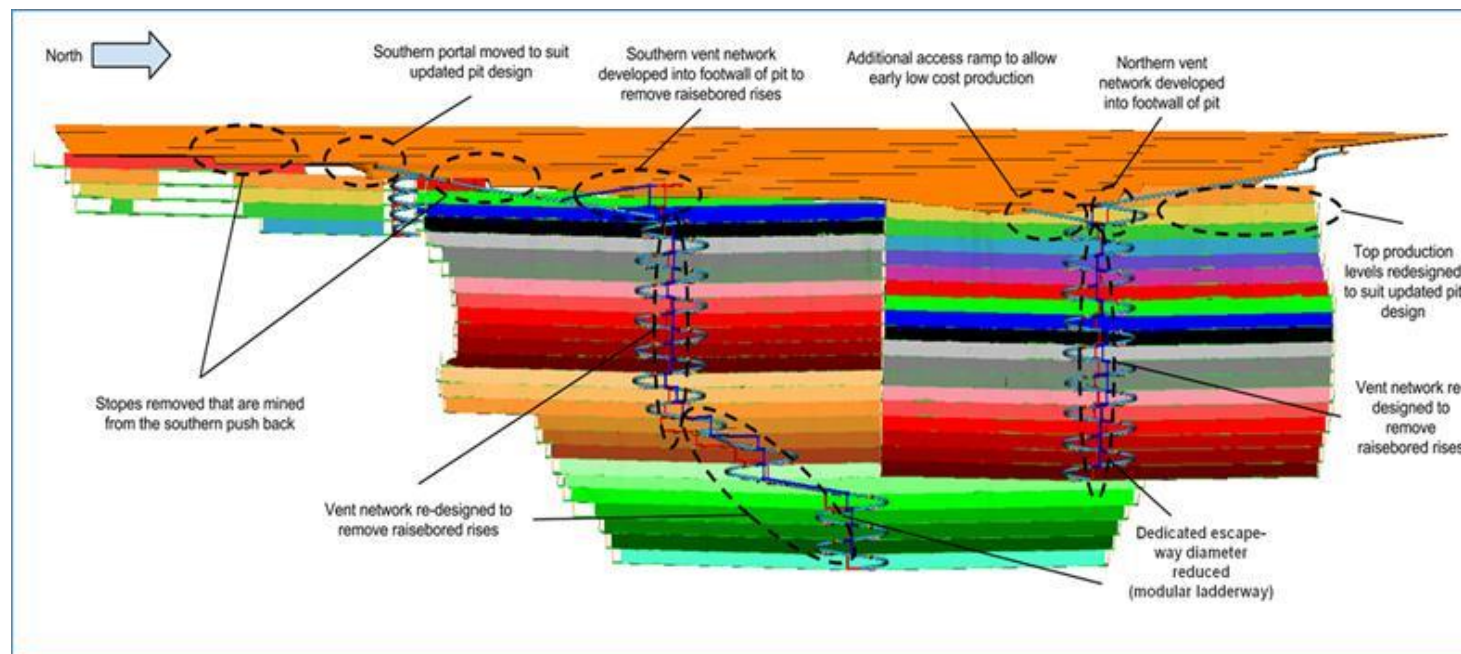 North
Southern portal moved to suit
updated pit design
Southern vent network
developed into footwall of pit to
remove raisebored rises
Additional access ramp to allow
early low cost production
Northern vent
network developed
into footwall of pit
Top production
levels redesigned
to suit updated pit
design
Stopes removed that are mined
from the southern push back
Vent network re-
designed to
remove
raisebored rises
Vent network re-designed to
remove raisebored rises
Dedicated escape-
way diameter
reduced
(modular ladderway)